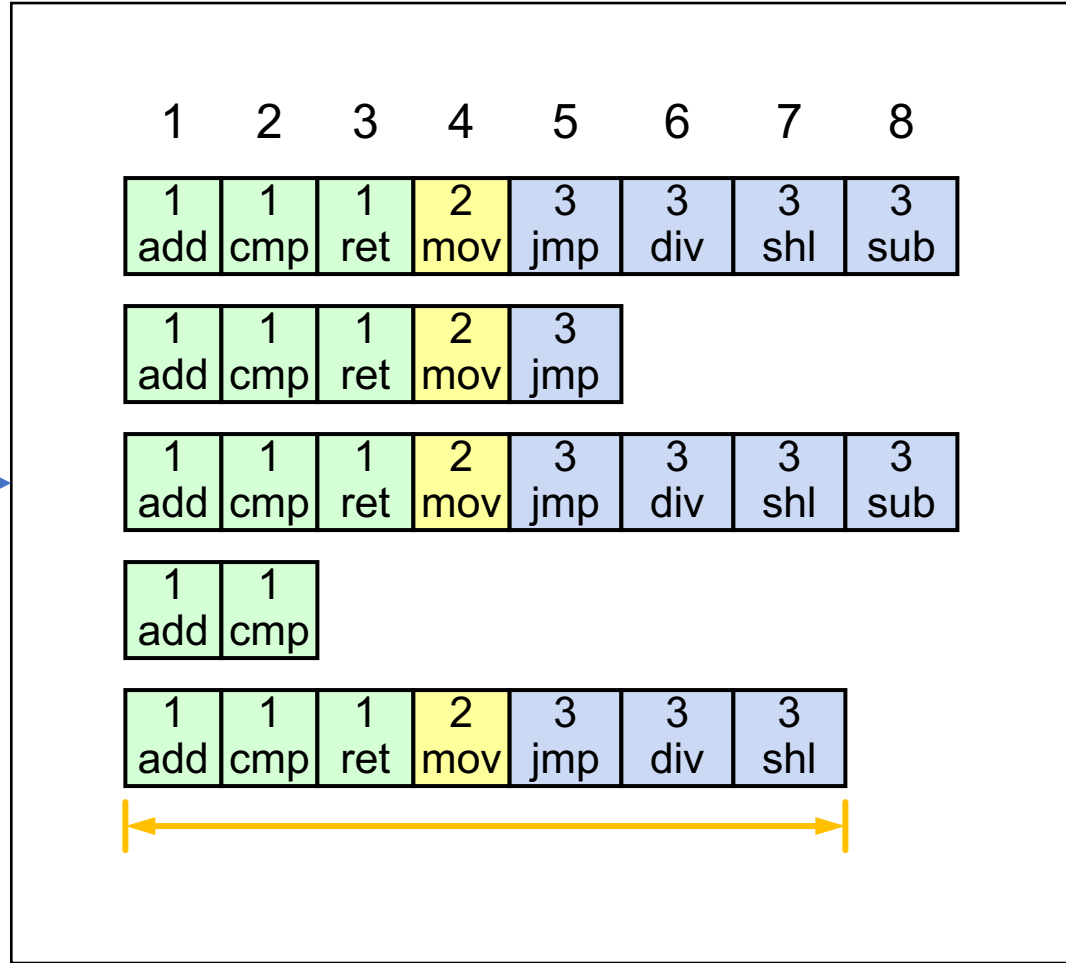 1 2 3 4 5 6 7 8
1 1 1 2 3 3 3 3
add cmp ret mov jmp div shl sub
1 1 1 2 3
add cmp ret mov jmp
1 1 1 2 3 3 3 3
add cmp ret mov jmp div shl sub
1 1
add cmp
1 1 1 2 3 3 3
add cmp ret mov jmp div shl